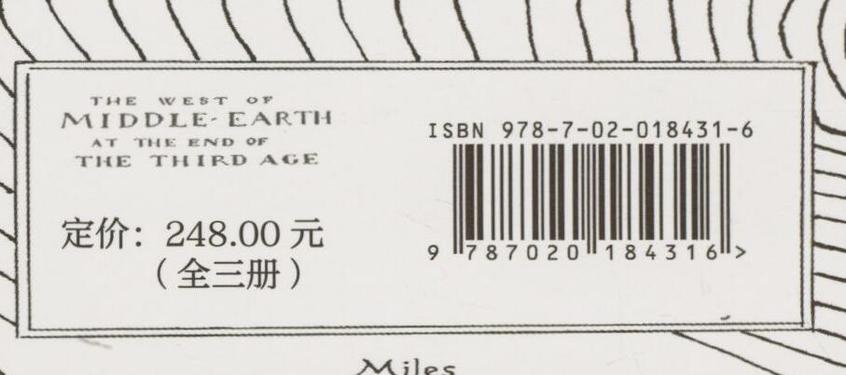 THE WEST OF
MIDDLE-EARTH
AT THE END OF
THE THIRD AGE
定价：248.00 元
（全三册）
ISBN 978-7-02-018431-6
9 787020 184316 >
Miles